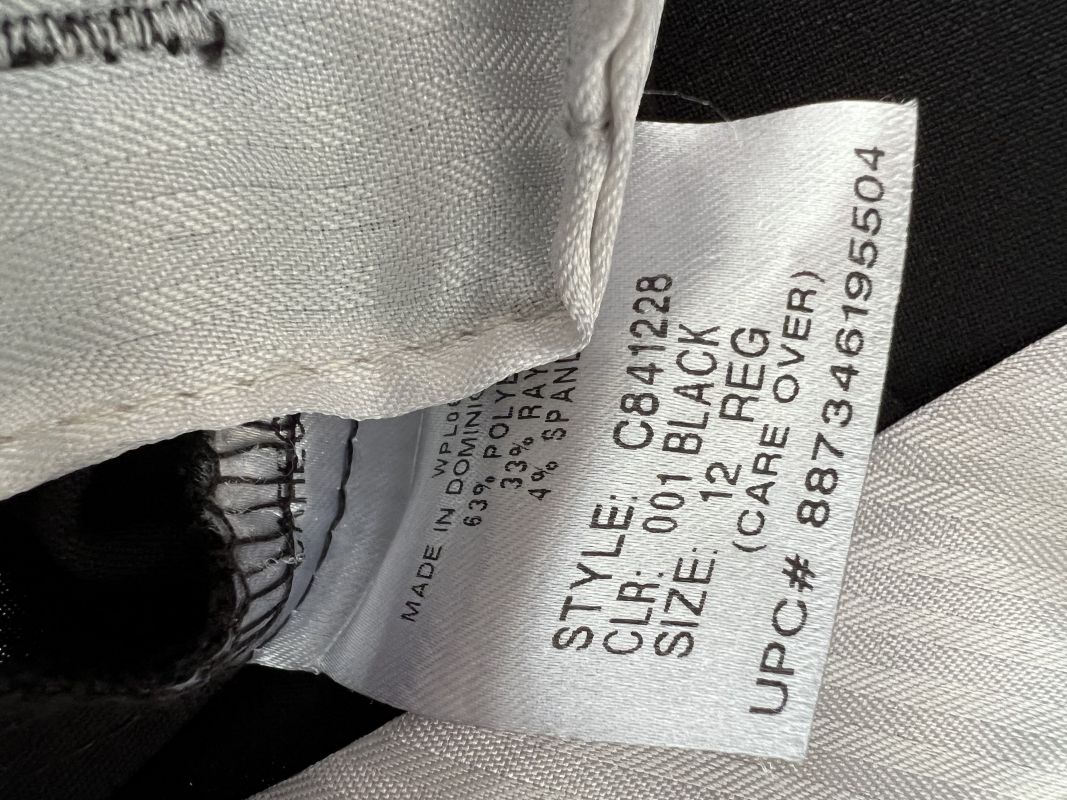 MADE IN DOMINIC
63% POLYE
33% RAY
4% SPAN
STYLE: C841228
CLR: 001 BLACK
SIZE: 12 REG
(CARE OVER)
UPC# 887346195504